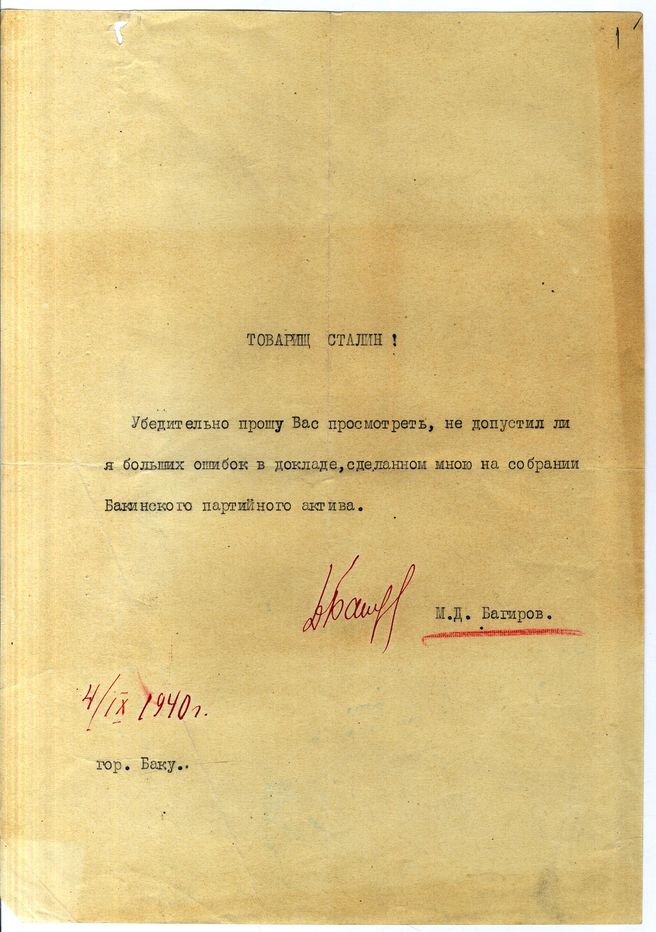 1
ТОВАРИЩ СТАЛИН !
Убедительно прошу Вас просмотреть, не допустил ли
я больших ошибок в докладе,сделанном мною на собрании
Бакинского партийного актива.
М.Д. Багиров.
4/IX 1940г.
гор. Баку.